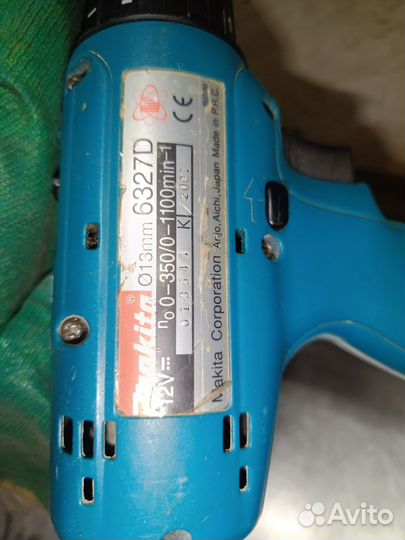 makita®
Ø13mm 6327D
12V⎓ n₀ 0-350/0-1100min-1
K / 2001
Makita Corporation Anjo, Aichi, Japan Made in P.R.C.
CE
Avito